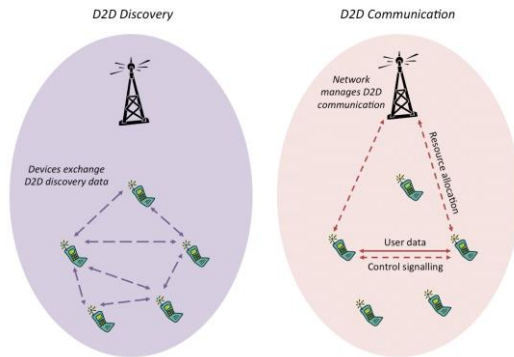 D2D Discovery
D2D Communication
Network
manages D2D
communication
Devices exchange
D2D discovery data
Resource allocation
User data
Control signalling